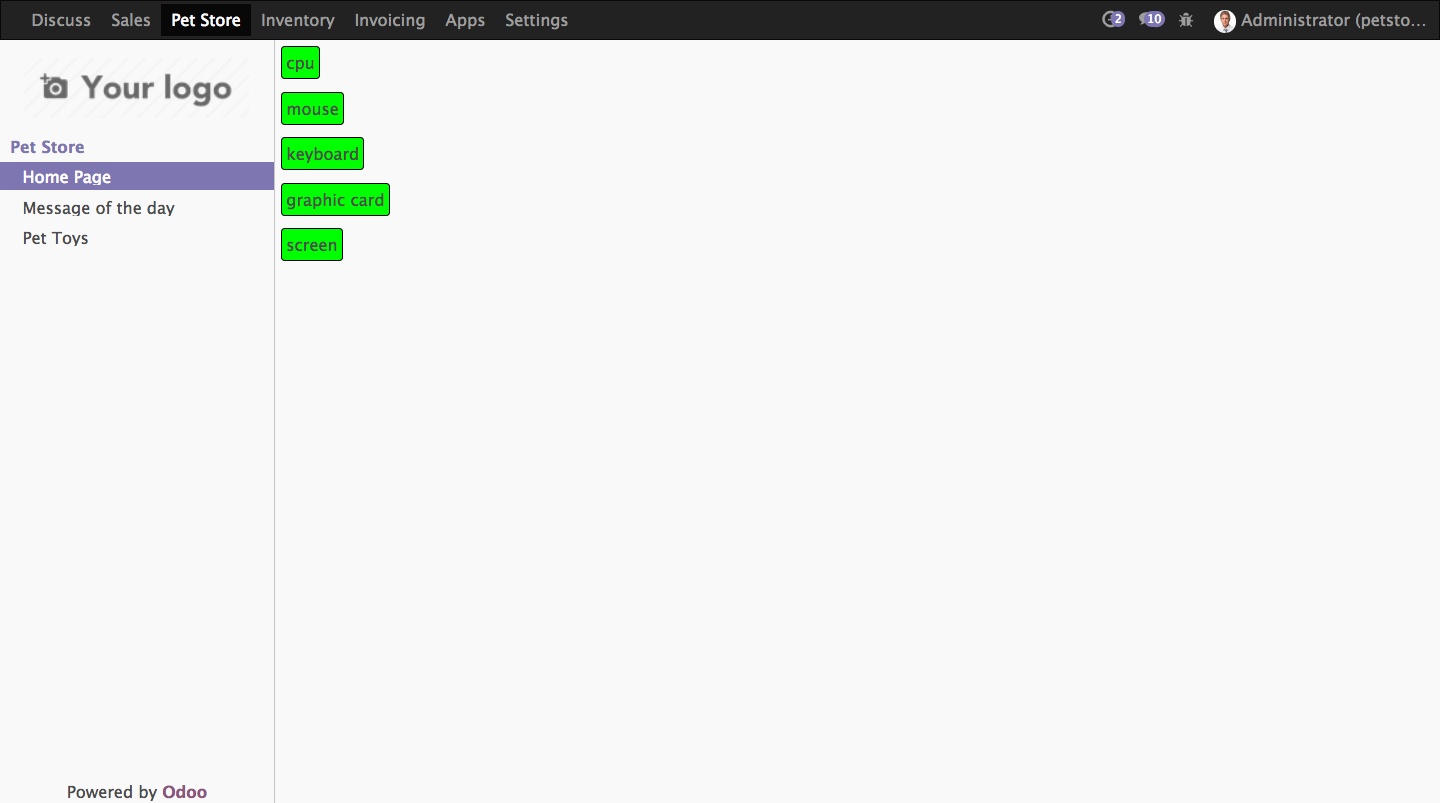 Discuss Sales Pet Store Inventory Invoicing Apps Settings 2 10 Administrator (petsto...
Your logo
Pet Store
Home Page
Message of the day
Pet Toys
cpu
mouse
keyboard
graphic card
screen
Powered by Odoo